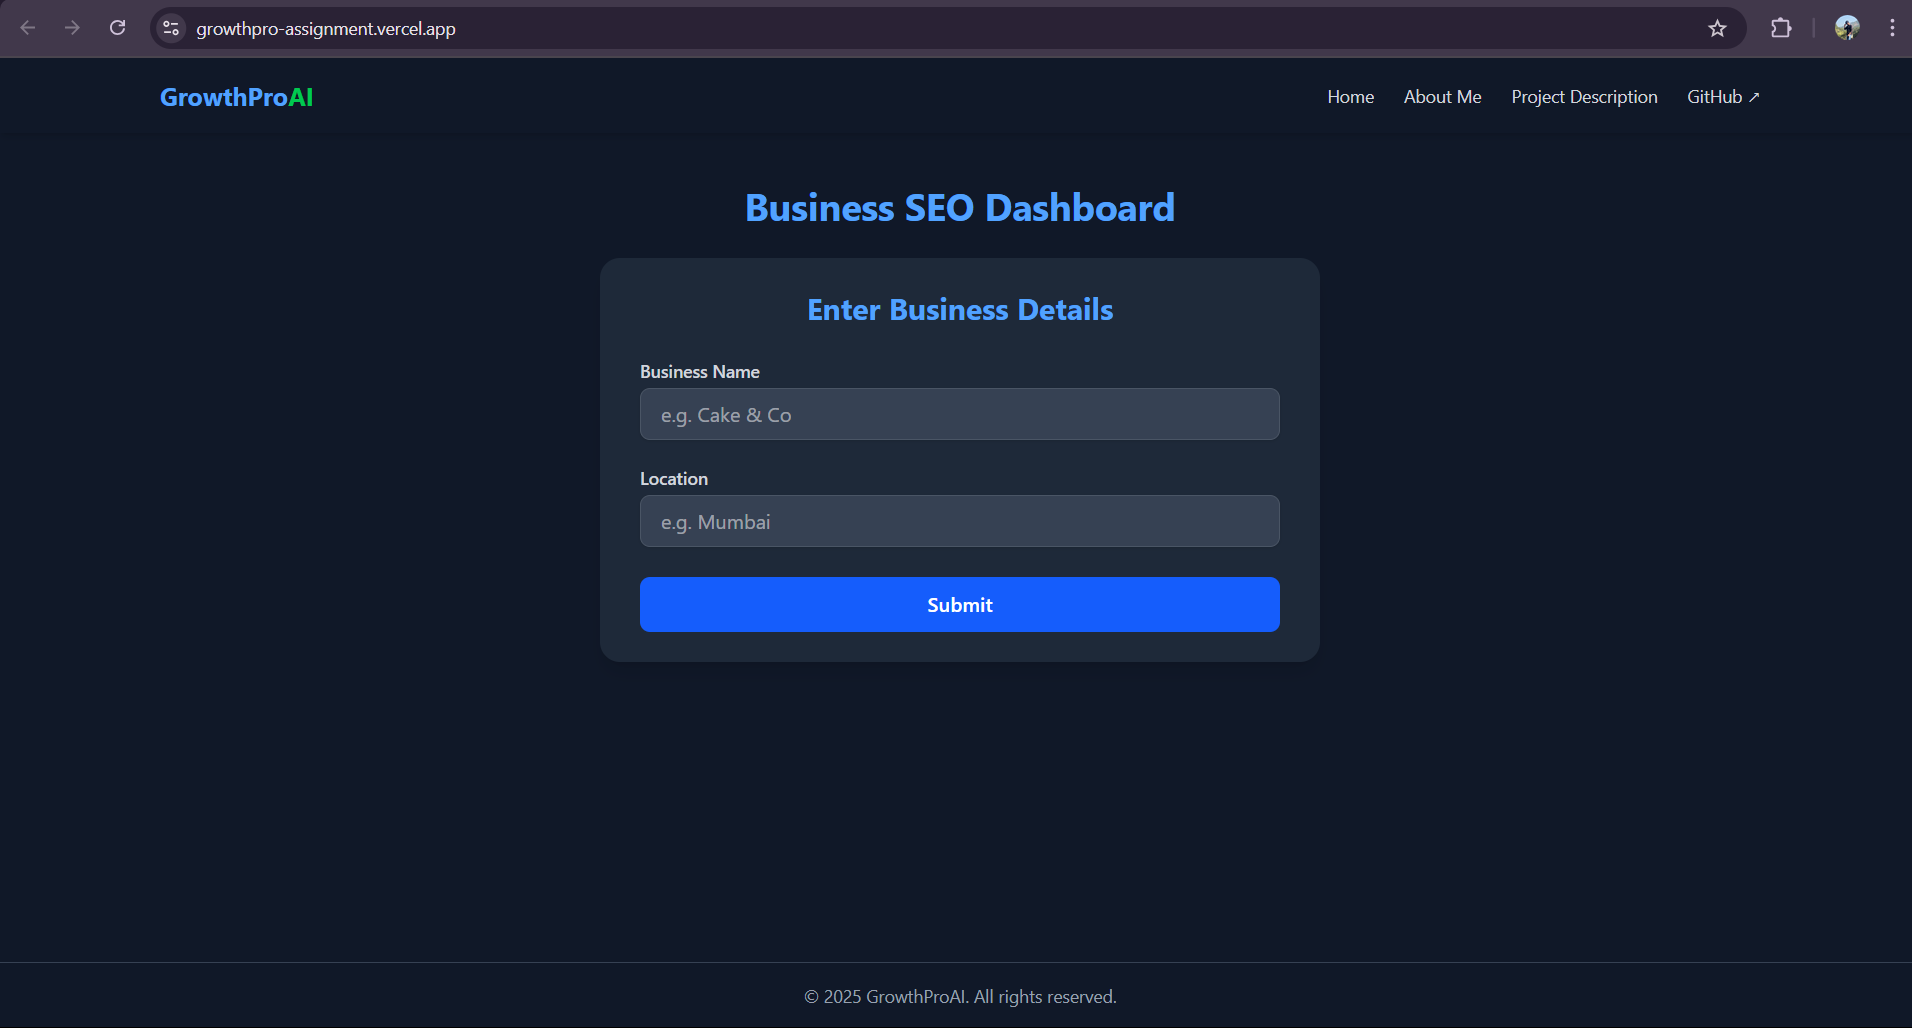 growthpro-assignment.vercel.app
GrowthProAI
Home About Me Project Description GitHub ↗
Business SEO Dashboard
Enter Business Details
Business Name
e.g. Cake & Co
Location
e.g. Mumbai
Submit
© 2025 GrowthProAI. All rights reserved.